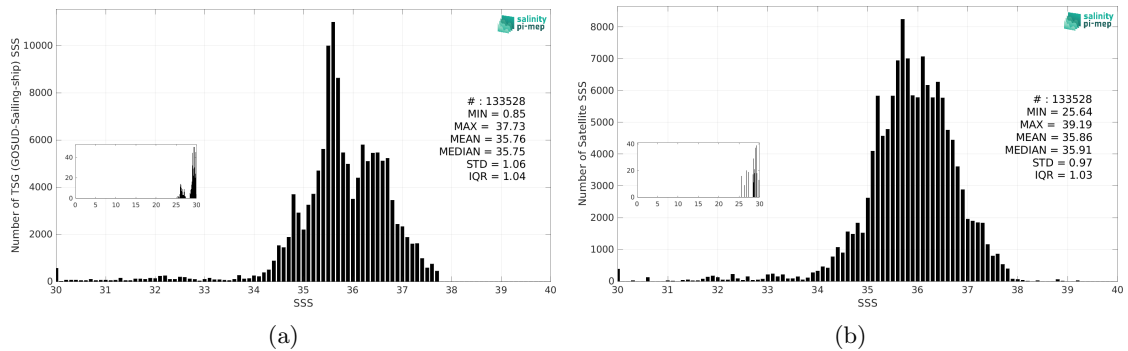 salinity
pi-mep
Number of TSG (GOSUD-Sailing-ship) SSS
10000
8000
6000
4000
2000
0
# : 133528
MIN = 0.85
MAX = 37.73
MEAN = 35.76
MEDIAN = 35.75
STD = 1.06
IQR = 1.04
40
20
0
0 5 10 15 20 25 30
30 31 32 33 34 35 36 37 38 39 40
SSS
(a)
salinity
pi-mep
Number of Satellite SSS
8000
7000
6000
5000
4000
3000
2000
1000
0
# : 133528
MIN = 25.64
MAX = 39.19
MEAN = 35.86
MEDIAN = 35.91
STD = 0.97
IQR = 1.03
40
20
0
0 5 10 15 20 25 30
30 31 32 33 34 35 36 37 38 39 40
SSS
(b)